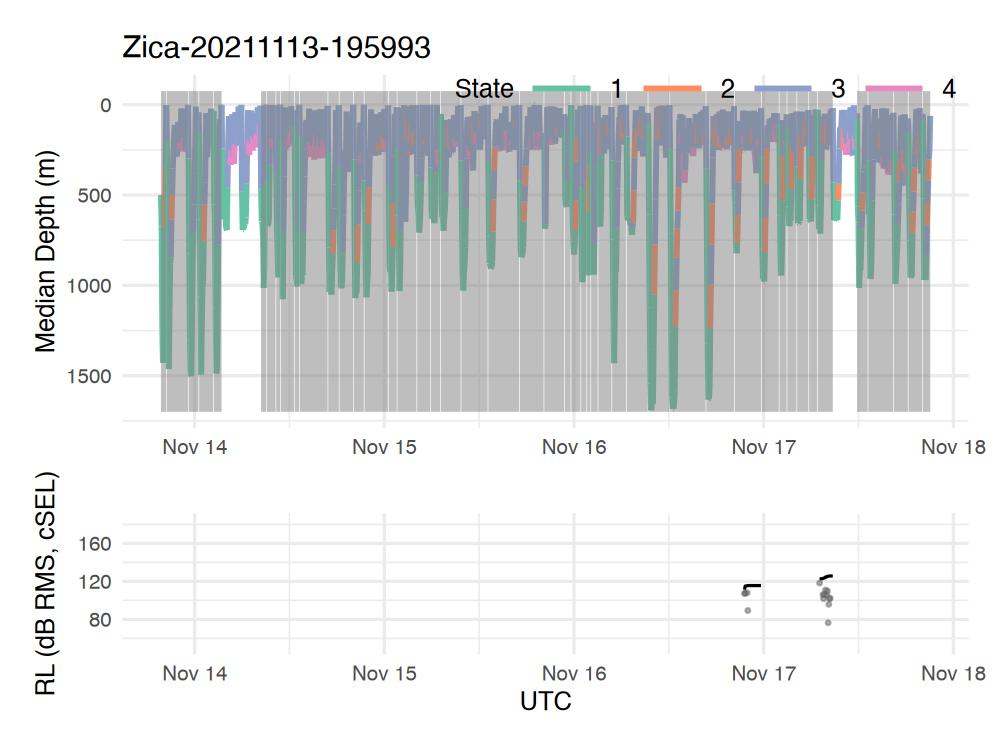 Zica-20211113-195993
State 1 2 3 4
Median Depth (m)
0
500
1000
1500
Nov 14 Nov 15 Nov 16 Nov 17 Nov 18
RL (dB RMS, cSEL)
160
120
80
Nov 14 Nov 15 Nov 16 Nov 17 Nov 18
UTC